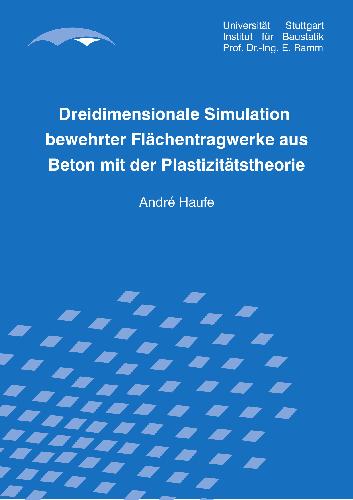 Universität Stuttgart
Institut für Baustatik
Prof. Dr.-Ing. E. Ramm
Dreidimensionale Simulation
bewehrter Flächentragwerke aus
Beton mit der Plastizitätstheorie
André Haufe